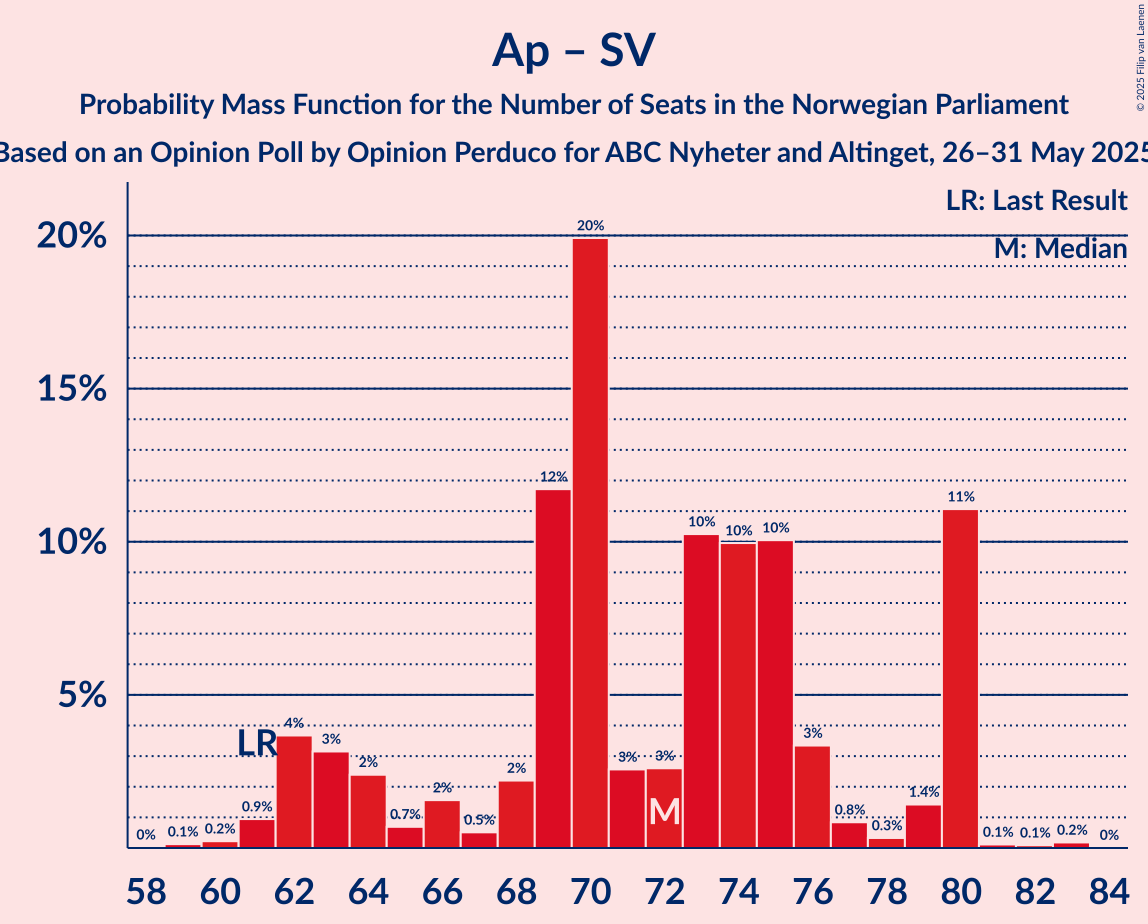 Ap – SV
Probability Mass Function for the Number of Seats in the Norwegian Parliament
Based on an Opinion Poll by Opinion Perduco for ABC Nyheter and Altinget, 26–31 May 2025
© 2025 Filip van Laenen
LR: Last Result
M: Median
20%
15%
10%
5%
0% 0.1% 0.2% 0.9% 4% 3% 2% 0.7% 2% 0.5% 2% 12% 20% 3% 3% 10% 10% 10% 3% 0.8% 0.3% 1.4% 11% 0.1% 0.1% 0.2% 0%
LR
M
58 60 62 64 66 68 70 72 74 76 78 80 82 84